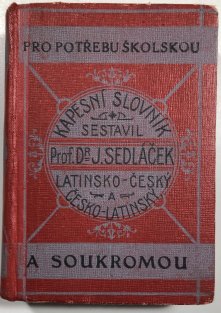 PRO POTŘEBU ŠKOLSKOU
KAPESNÍ SLOVNÍK
SESTAVIL
Prof. Dr J. SEDLÁČEK
LATINSKO-ČESKÝ
A
ČESKO-LATINSKÝ
A SOUKROMOU